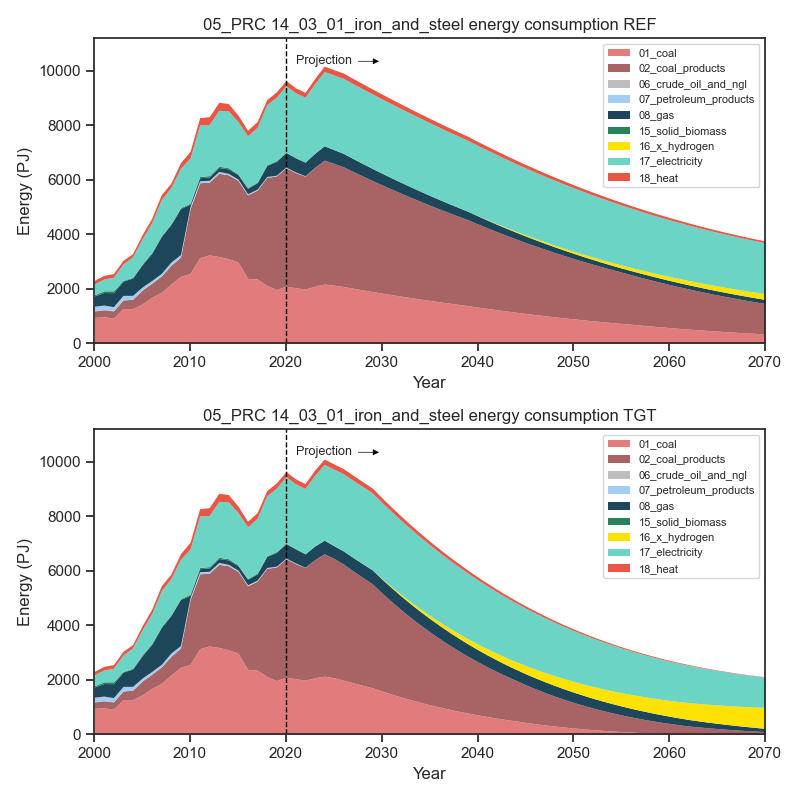 05_PRC 14_03_01_iron_and_steel energy consumption REF
Energy (PJ)
10000
8000
6000
4000
2000
0
Projection
01_coal
02_coal_products
06_crude_oil_and_ngl
07_petroleum_products
08_gas
15_solid_biomass
16_x_hydrogen
17_electricity
18_heat
2000 2010 2020 2030 2040 2050 2060 2070
Year
05_PRC 14_03_01_iron_and_steel energy consumption TGT
Energy (PJ)
10000
8000
6000
4000
2000
0
Projection
01_coal
02_coal_products
06_crude_oil_and_ngl
07_petroleum_products
08_gas
15_solid_biomass
16_x_hydrogen
17_electricity
18_heat
2000 2010 2020 2030 2040 2050 2060 2070
Year